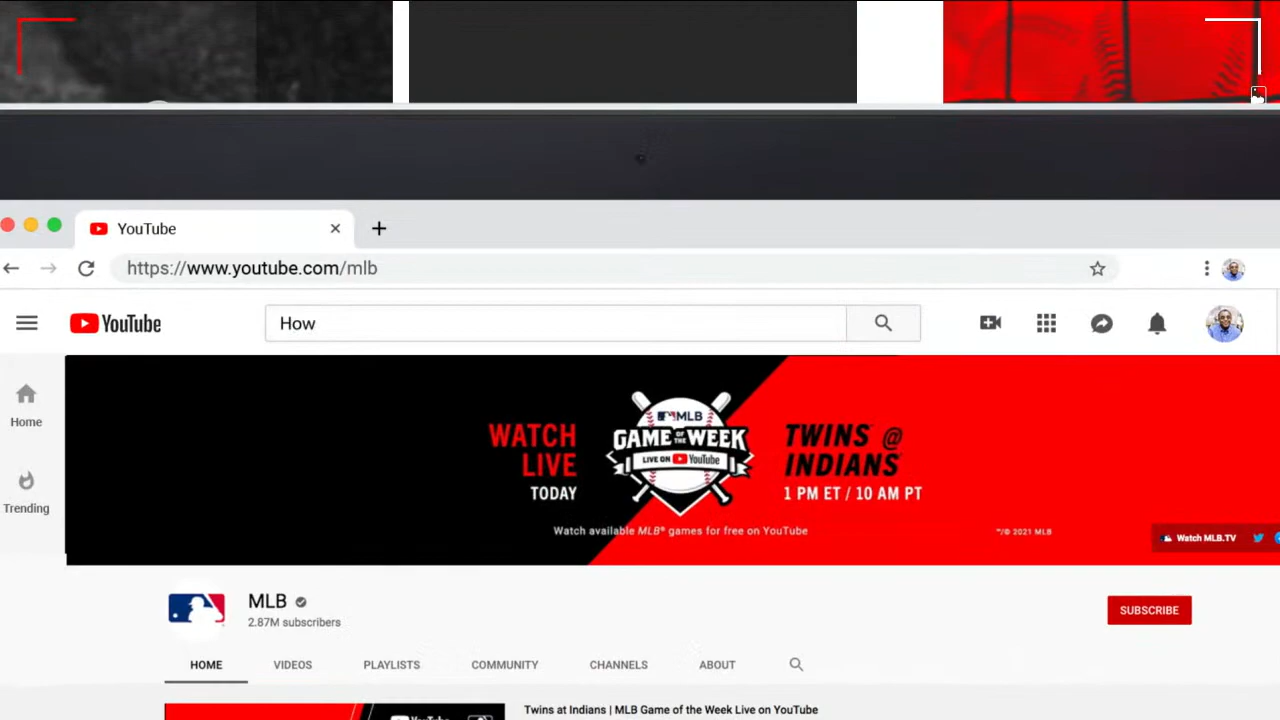 YouTube
https://www.youtube.com/mlb
YouTube
How
Home
Trending
WATCH
LIVE
TODAY
MLB
GAME OF THE WEEK
LIVE ON YouTube
TWINS @
INDIANS
1 PM ET / 10 AM PT
Watch available MLB® games for free on YouTube
™/© 2021 MLB
Watch MLB.TV
MLB
2.87M subscribers
SUBSCRIBE
HOME VIDEOS PLAYLISTS COMMUNITY CHANNELS ABOUT
YouTube
Twins at Indians | MLB Game of the Week Live on YouTube